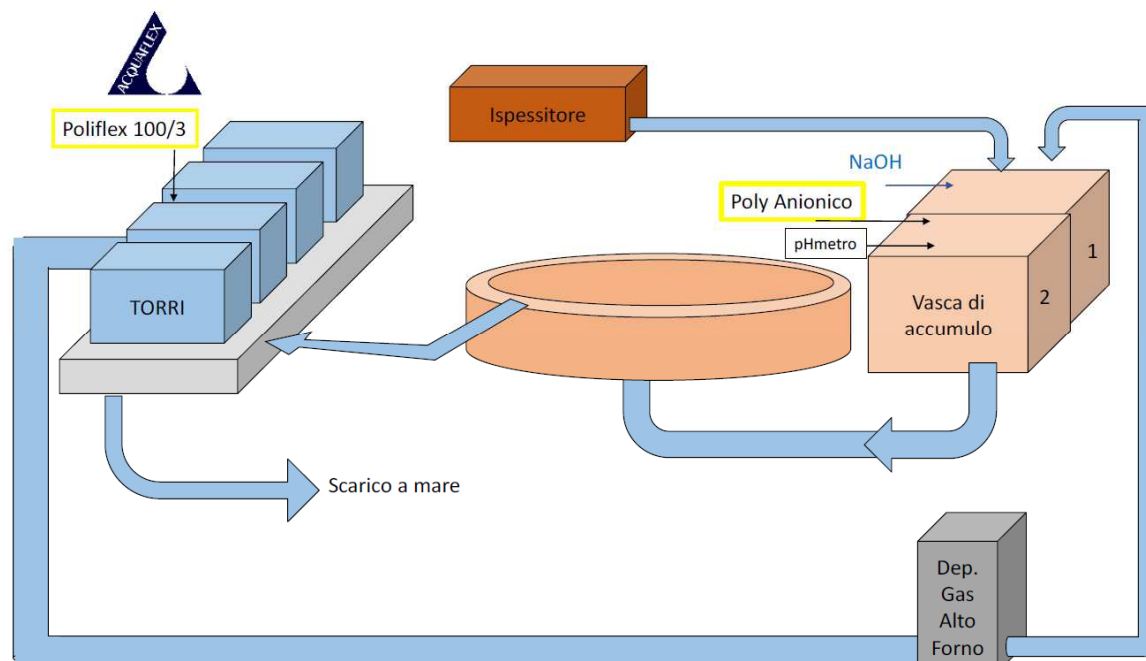 ACQUAFLEX
Poliflex 100/3
Ispessitore
NaOH
Poly Anionico
pHmetro
1
2
Vasca di
accumulo
TORRI
Scarico a mare
Dep.
Gas
Alto
Forno